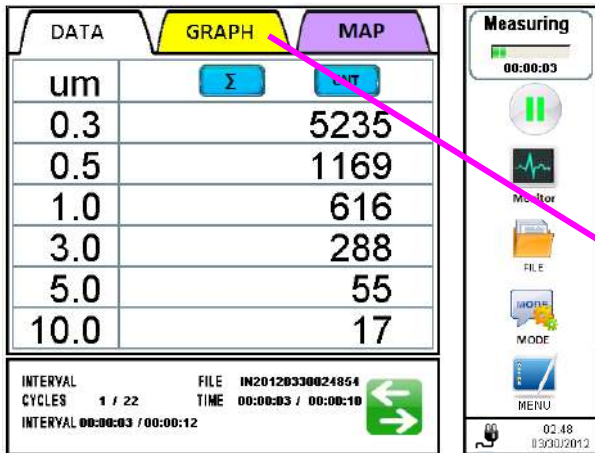 DATA GRAPH MAP
um Σ CNT
0.3 5235
0.5 1169
1.0 616
3.0 288
5.0 55
10.0 17
INTERVAL FILE IN20120330024854
CYCLES 1 / 22 TIME 00:00:03 / 00:00:10
INTERVAL 00:00:03 / 00:00:12
Measuring
00:00:03
Monitor
FILE
MODE
MODE
MENU
02:48
03/30/2012